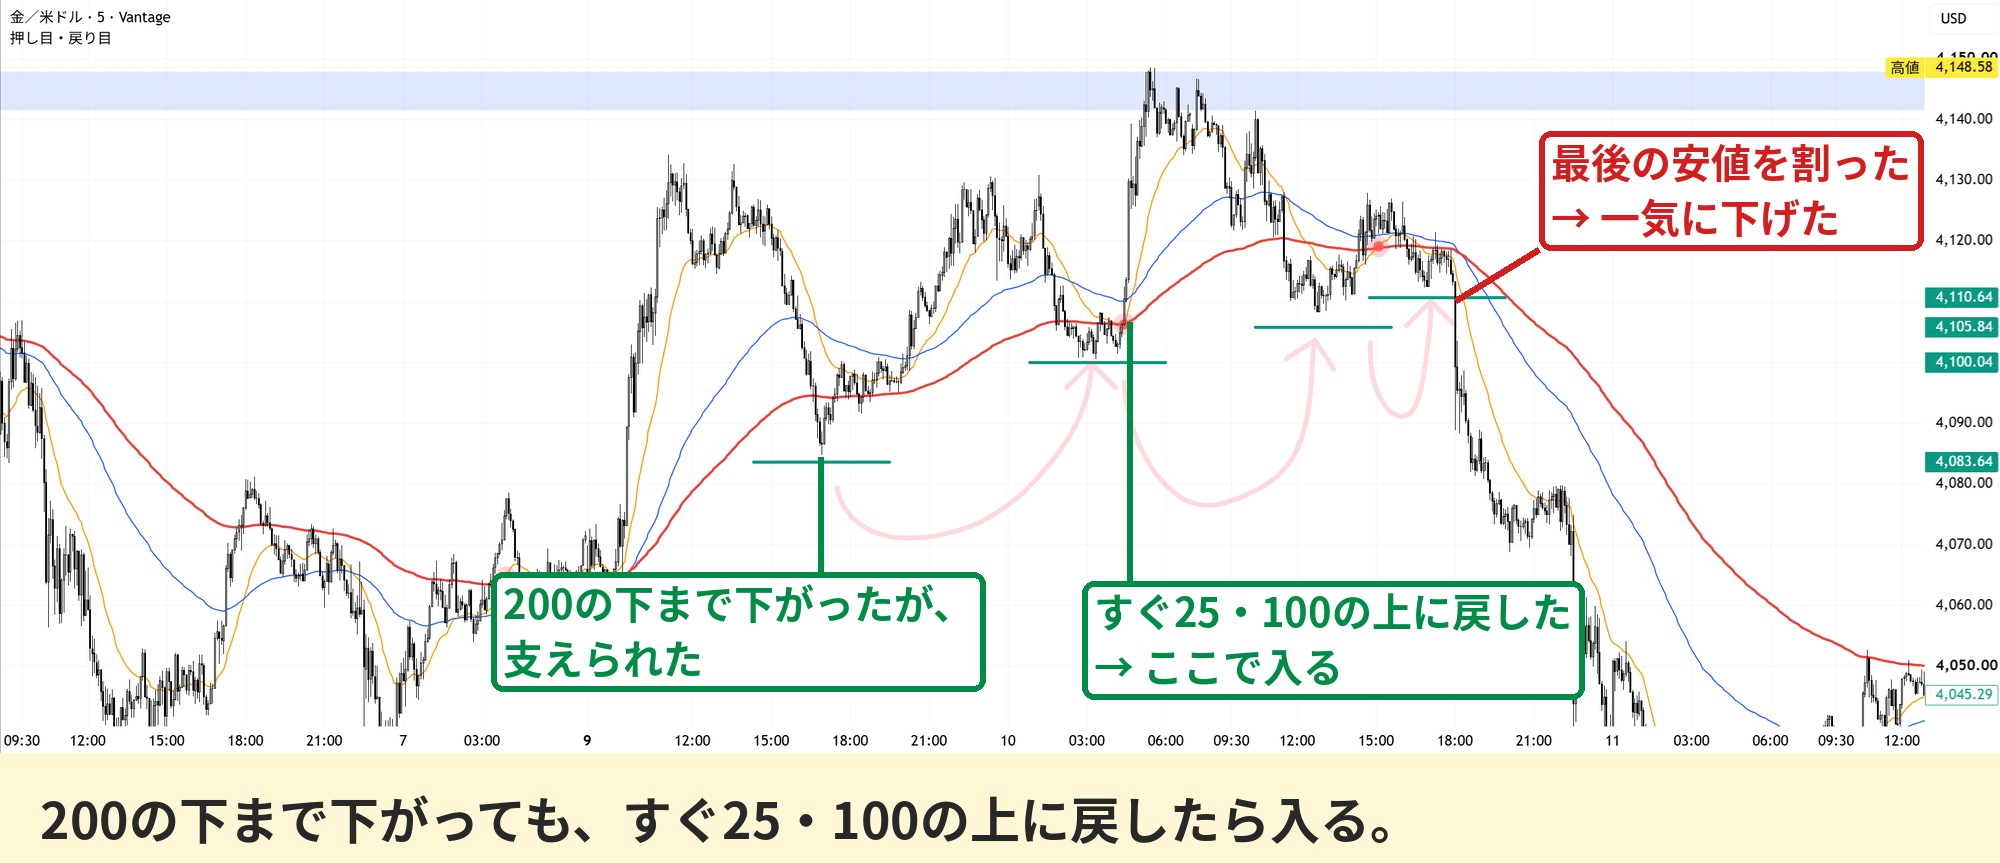 金／米ドル・5・Vantage
押し目・戻り目
USD
高値 4,148.58
4,140.00
最後の安値を割った
→ 一気に下げた
4,130.00
4,120.00
4,110.64
4,105.84
4,100.04
4,090.00
4,083.64
4,080.00
4,070.00
200の下まで下がったが、
支えられた
すぐ25・100の上に戻した
→ ここで入る
4,060.00
4,050.00
4,045.29
09:30 12:00 15:00 18:00 21:00 7 03:00 9 12:00 15:00 18:00 21:00 10 03:00 06:00 09:30 12:00 15:00 18:00 21:00 11 03:00 06:00 09:30 12:00
200の下まで下がっても、すぐ25・100の上に戻したら入る。